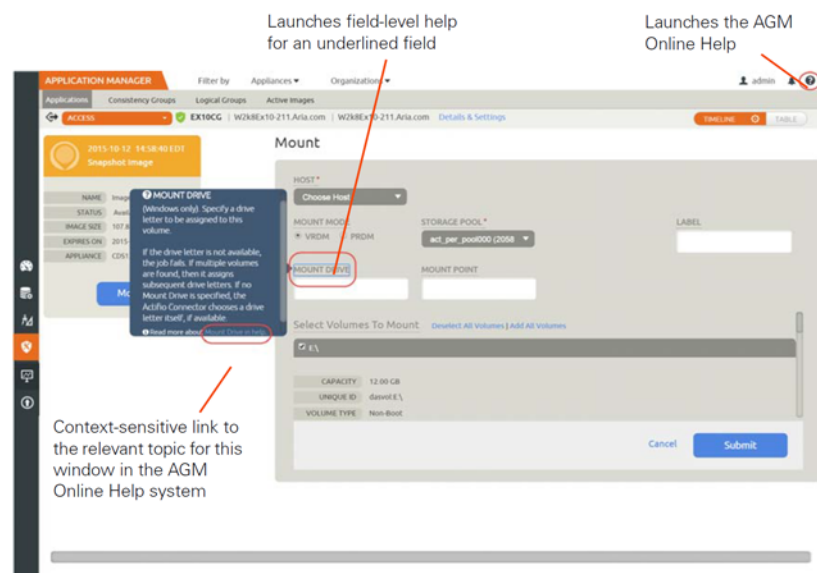 Launches field-level help
for an underlined field
Launches the AGM
Online Help
APPLICATION MANAGER
Filter by
Appliances
Organizations
admin
Applications
Consistency Groups
Logical Groups
Active Images
ACCESS
EX10CG | W2k8Ex10-211.Aria.com | W2k8Ex10-211.Aria.com
Details & Settings
TIMELINE
TABLE
2015-10-12 14:58:40 EDT
Snapshot Image
Mount
NAME
STATUS
IMAGE SIZE 107.8
EXPIRES ON 2015-
APPLIANCE
MOUNT DRIVE
(Windows only). Specify a drive
letter to be assigned to this
volume.
If the drive letter is not available,
the job fails. If multiple volumes
are found, then it assigns
subsequent drive letters. If no
Mount Drive is specified, the
Actifio Connector chooses a drive
letter itself, if available.
Read more about Mount Drive in help.
HOST*
Choose Host
MOUNT MODE
VRDM
PRDM
STORAGE POOL*
act_per_pool000 (2058
LABEL
MOUNT DRIVE
MOUNT POINT
Select Volumes To Mount
Deselect All Volumes | Add All Volumes
E:\
CAPACITY 12.00 GB
UNIQUE ID dasvol:E:\
VOLUME TYPE Non-Boot
Cancel
Submit
Context-sensitive link to
the relevant topic for this
window in the AGM
Online Help system